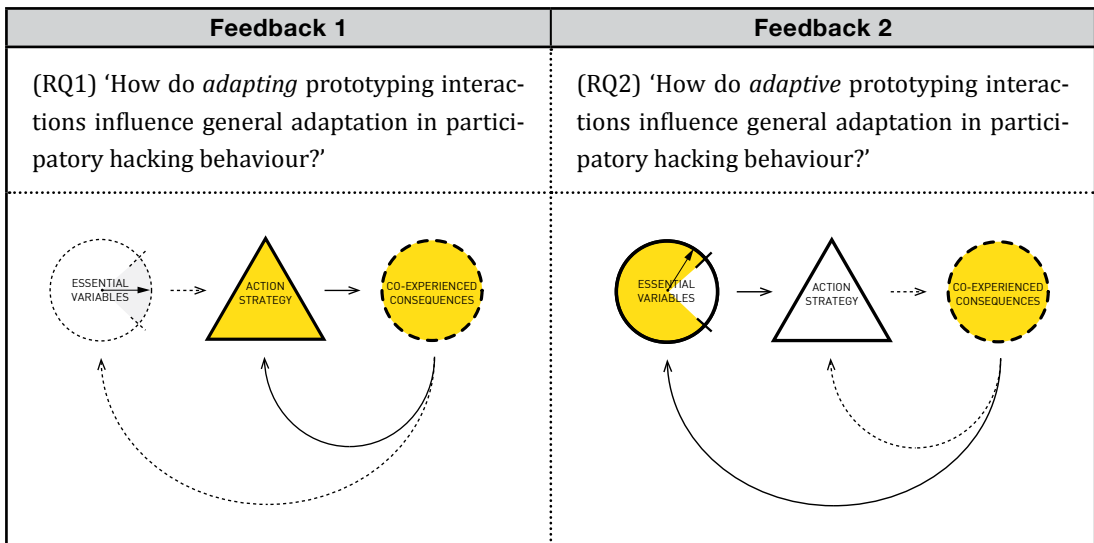 Feedback 1
Feedback 2
(RQ1) ‘How do adapting prototyping interac-
tions influence general adaptation in partici-
patory hacking behaviour?’
(RQ2) ‘How do adaptive prototyping interac-
tions influence general adaptation in partici-
patory hacking behaviour?’
ESSENTIAL
VARIABLES
ACTION
STRATEGY
CO-EXPERIENCED
CONSEQUENCES
ESSENTIAL
VARIABLES
ACTION
STRATEGY
CO-EXPERIENCED
CONSEQUENCES